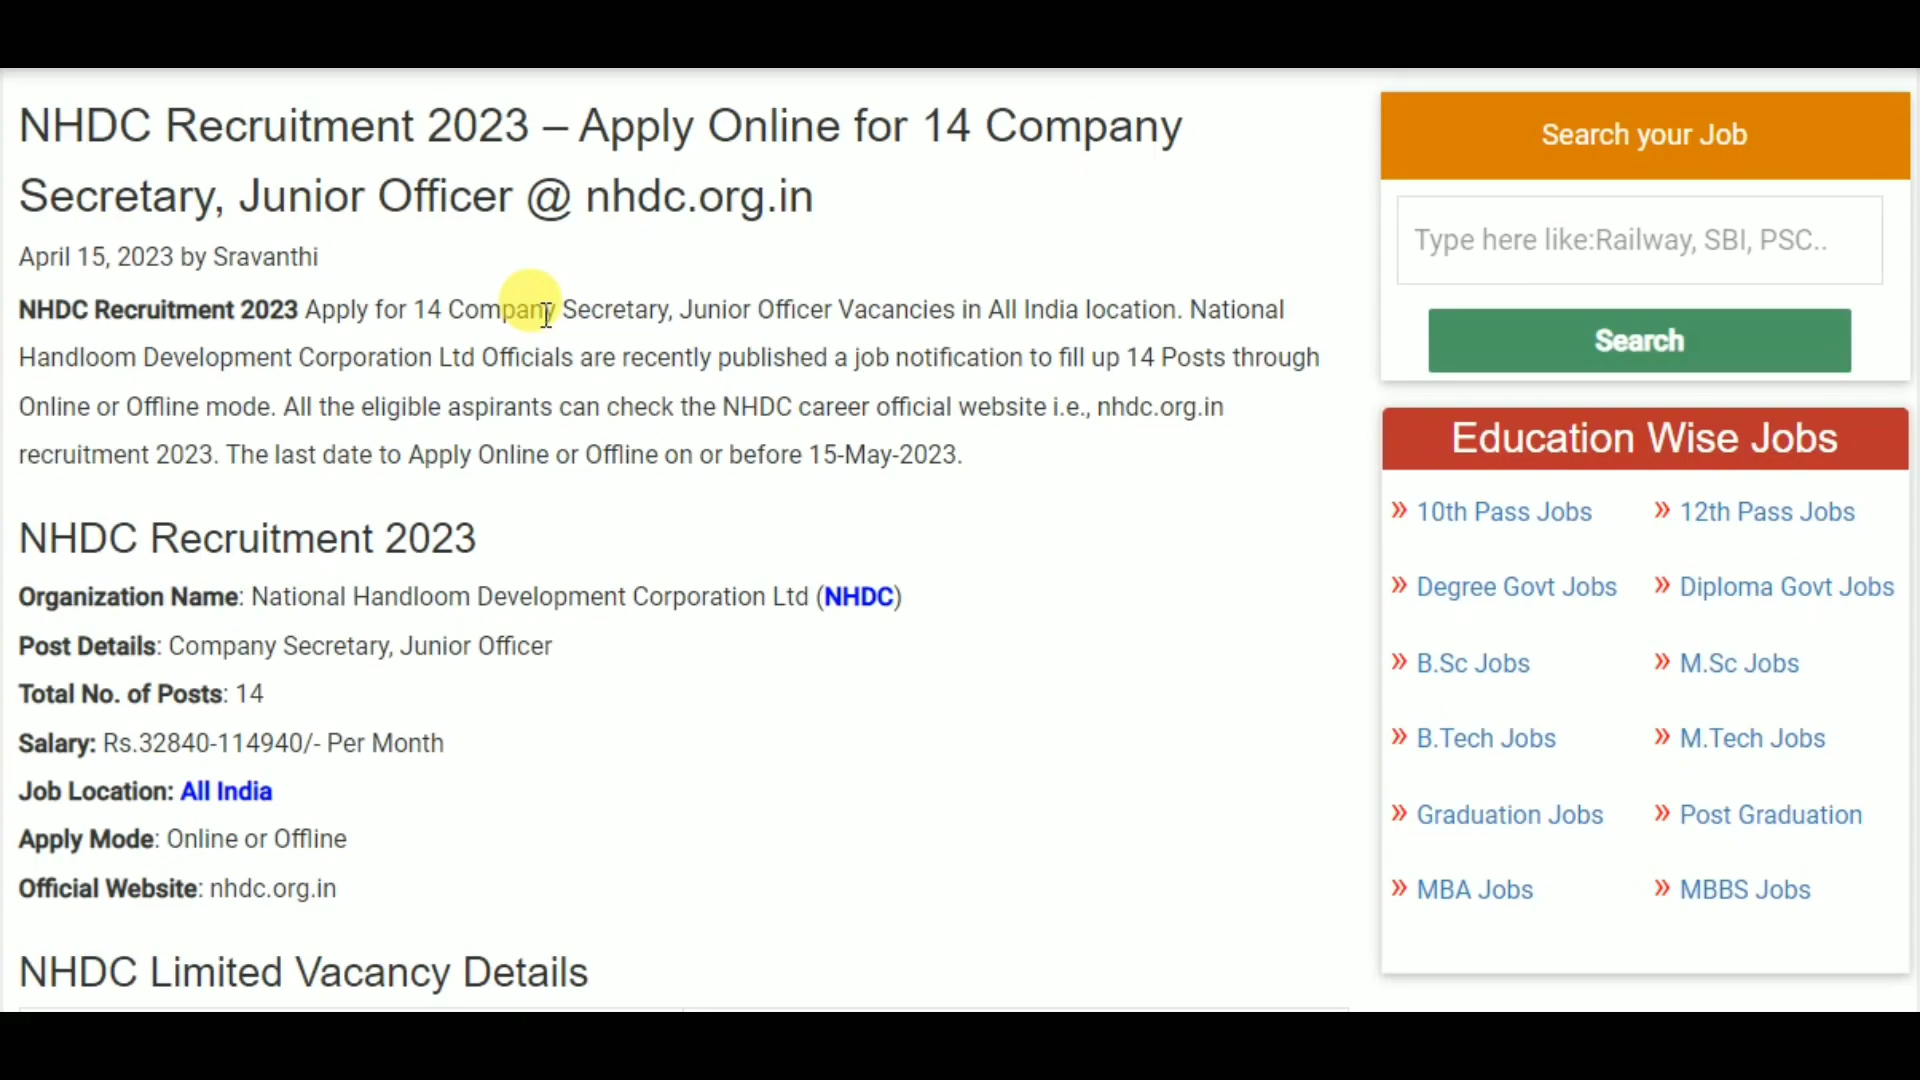 NHDC Recruitment 2023 – Apply Online for 14 Company
Secretary, Junior Officer @ nhdc.org.in
April 15, 2023 by Sravanthi
NHDC Recruitment 2023 Apply for 14 Company Secretary, Junior Officer Vacancies in All India location. National
Handloom Development Corporation Ltd Officials are recently published a job notification to fill up 14 Posts through
Online or Offline mode. All the eligible aspirants can check the NHDC career official website i.e., nhdc.org.in
recruitment 2023. The last date to Apply Online or Offline on or before 15-May-2023.
NHDC Recruitment 2023
Organization Name: National Handloom Development Corporation Ltd (NHDC)
Post Details: Company Secretary, Junior Officer
Total No. of Posts: 14
Salary: Rs.32840-114940/- Per Month
Job Location: All India
Apply Mode: Online or Offline
Official Website: nhdc.org.in
NHDC Limited Vacancy Details
Search your Job
Type here like:Railway, SBI, PSC..
Search
Education Wise Jobs
» 10th Pass Jobs » 12th Pass Jobs
» Degree Govt Jobs » Diploma Govt Jobs
» B.Sc Jobs » M.Sc Jobs
» B.Tech Jobs » M.Tech Jobs
» Graduation Jobs » Post Graduation
» MBA Jobs » MBBS Jobs